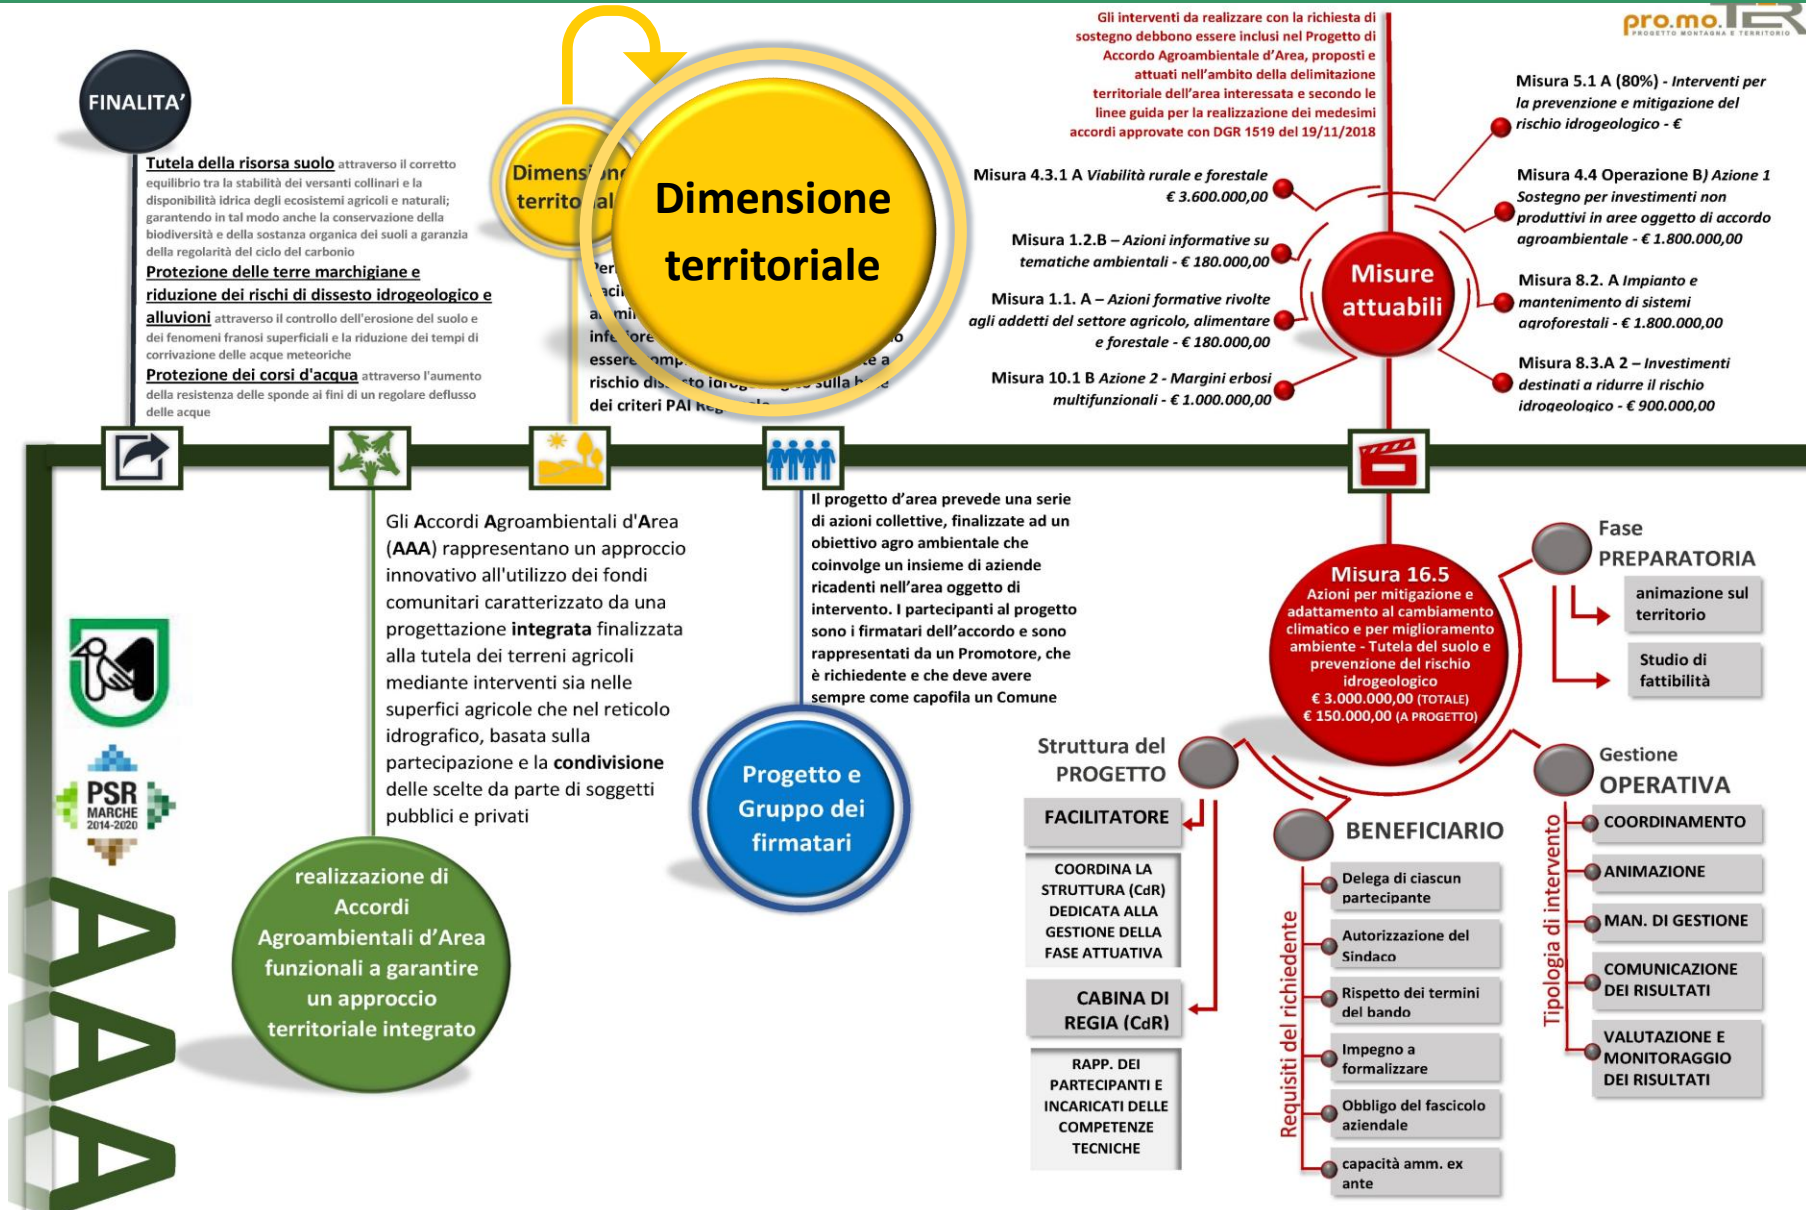 pro.mo.TER
PROGETTO MONTAGNA E TERRITORIO
FINALITA’
Tutela della risorsa suolo attraverso il corretto
equilibrio tra la stabilità dei versanti collinari e la
disponibilità idrica degli ecosistemi agricoli e naturali;
garantendo in tal modo anche la conservazione della
biodiversità e della sostanza organica dei suoli a garanzia
della regolarità del ciclo del carbonio
Protezione delle terre marchigiane e
riduzione dei rischi di dissesto idrogeologico e
alluvioni attraverso il controllo dell'erosione del suolo e
dei fenomeni franosi superficiali e la riduzione dei tempi di
corrivazione delle acque meteoriche
Protezione dei corsi d'acqua attraverso l'aumento
della resistenza delle sponde ai fini di un regolare deflusso
delle acque
Dimensione
territorial
Dimensione
territoriale
essere
rischio dissesto sulla base
dei criteri PAI
Gli interventi da realizzare con la richiesta di
sostegno debbono essere inclusi nel Progetto di
Accordo Agroambientale d’Area, proposti e
attuati nell’ambito della delimitazione
territoriale dell’area interessata e secondo le
linee guida per la realizzazione dei medesimi
accordi approvate con DGR 1519 del 19/11/2018
Misura 4.3.1 A Viabilità rurale e forestale
€ 3.600.000,00
Misura 1.2.B – Azioni informative su
tematiche ambientali - € 180.000,00
Misura 1.1. A – Azioni formative rivolte
agli addetti del settore agricolo, alimentare
e forestale - € 180.000,00
Misura 10.1 B Azione 2 - Margini erbosi
multifunzionali - € 1.000.000,00
Misure
attuabili
Misura 5.1 A (80%) - Interventi per
la prevenzione e mitigazione del
rischio idrogeologico - €
Misura 4.4 Operazione B) Azione 1
Sostegno per investimenti non
produttivi in aree oggetto di accordo
agroambientale - € 1.800.000,00
Misura 8.2. A Impianto e
mantenimento di sistemi
agroforestali - € 1.800.000,00
Misura 8.3.A 2 – Investimenti
destinati a ridurre il rischio
idrogeologico - € 900.000,00
Gli Accordi Agroambientali d'Area
(AAA) rappresentano un approccio
innovativo all'utilizzo dei fondi
comunitari caratterizzato da una
progettazione integrata finalizzata
alla tutela dei terreni agricoli
mediante interventi sia nelle
superfici agricole che nel reticolo
idrografico, basata sulla
partecipazione e la condivisione
delle scelte da parte di soggetti
pubblici e privati
realizzazione di
Accordi
Agroambientali d’Area
funzionali a garantire
un approccio
territoriale integrato
PSR
MARCHE
2014-2020
A
A
A
Il progetto d’area prevede una serie
di azioni collettive, finalizzate ad un
obiettivo agro ambientale che
coinvolge un insieme di aziende
ricadenti nell’area oggetto di
intervento. I partecipanti al progetto
sono i firmatari dell’accordo e sono
rappresentati da un Promotore, che
è richiedente e che deve avere
sempre come capofila un Comune
Progetto e
Gruppo dei
firmatari
Misura 16.5
Azioni per mitigazione e
adattamento al cambiamento
climatico e per miglioramento
ambiente - Tutela del suolo e
prevenzione del rischio
idrogeologico
€ 3.000.000,00 (TOTALE)
€ 150.000,00 (A PROGETTO)
Fase
PREPARATORIA
animazione sul
territorio
Studio di
fattibilità
Struttura del
PROGETTO
FACILITATORE
COORDINA LA
STRUTTURA (CdR)
DEDICATA ALLA
GESTIONE DELLA
FASE ATTUATIVA
CABINA DI
REGIA (CdR)
RAPP. DEI
PARTECIPANTI E
INCARICATI DELLE
COMPETENZE
TECNICHE
BENEFICIARIO
Requisiti del richiedente
Delega di ciascun
partecipante
Autorizzazione del
Sindaco
Rispetto dei termini
del bando
Impegno a
formalizzare
Obbligo del fascicolo
aziendale
capacità amm. ex
ante
Gestione
OPERATIVA
Tipologia di intervento
COORDINAMENTO
ANIMAZIONE
MAN. DI GESTIONE
COMUNICAZIONE
DEI RISULTATI
VALUTAZIONE E
MONITORAGGIO
DEI RISULTATI